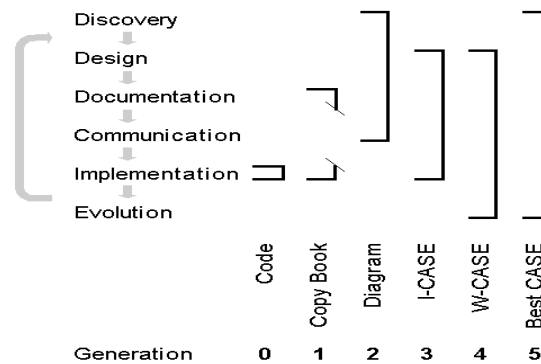 Discovery
Design
Documentation
Communication
Implementation
Evolution
Code
Copy Book
Diagram
I-CASE
W-CASE
Best CASE
Generation 0 1 2 3 4 5